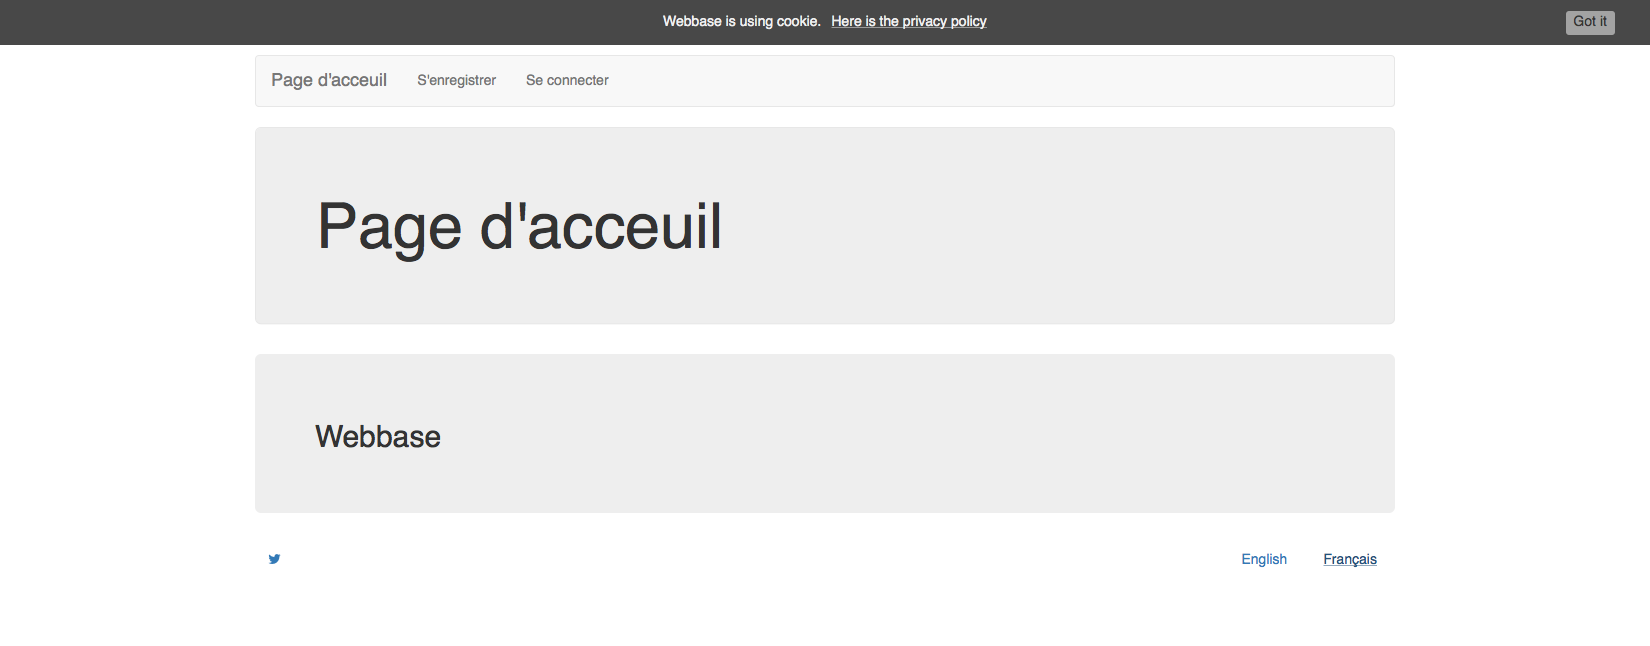 Webbase is using cookie. Here is the privacy policy Got it
Page d'acceuil S'enregistrer Se connecter
Page d'acceuil
Webbase
English Français